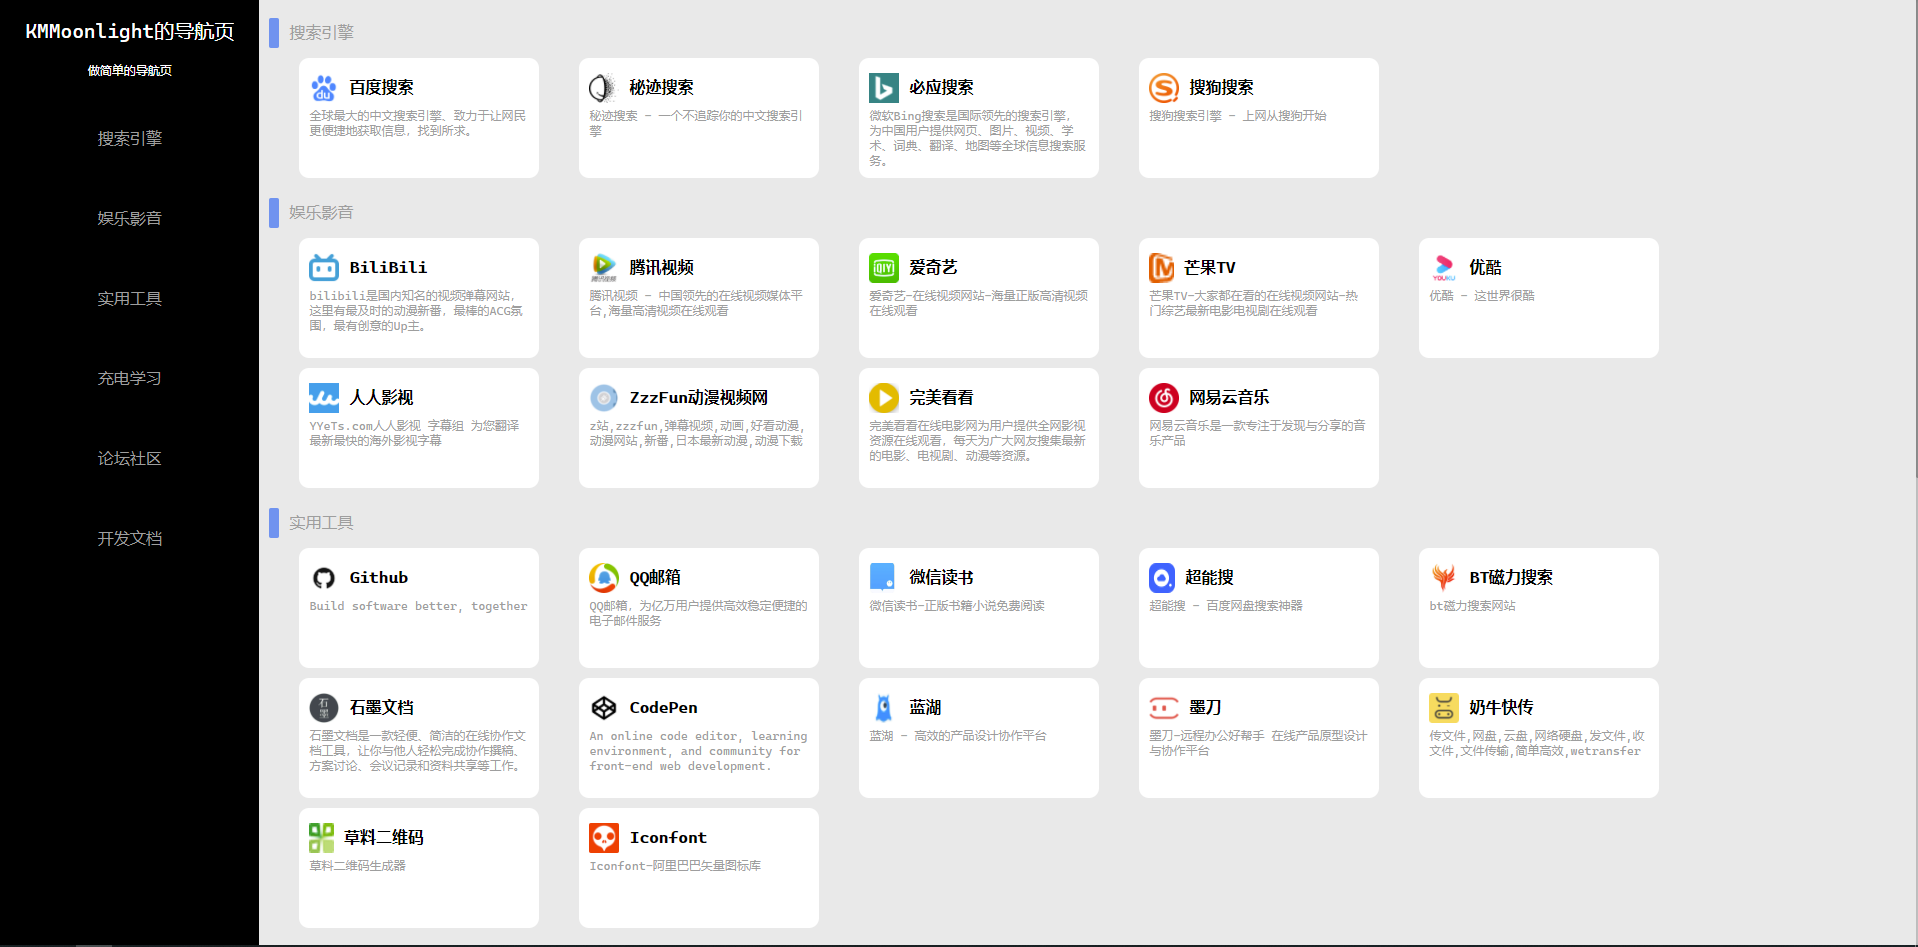 KMMoonlight的导航页
做简单的导航页
搜索引擎
娱乐影音
实用工具
充电学习
论坛社区
开发文档
搜索引擎
百度搜索
全球最大的中文搜索引擎、致力于让网民
更便捷地获取信息，找到所求。
秘迹搜索
秘迹搜索 - 一个不追踪你的中文搜索引
擎
必应搜索
微软Bing搜索是国际领先的搜索引擎，
为中国用户提供网页、图片、视频、学
术、词典、翻译、地图等全球信息搜索服
务。
搜狗搜索
搜狗搜索引擎 - 上网从搜狗开始
娱乐影音
BiliBili
bilibili是国内知名的视频弹幕网站，
这里有最及时的动漫新番，最棒的ACG氛
围，最有创意的Up主。
腾讯视频
腾讯视频 - 中国领先的在线视频媒体平
台,海量高清视频在线观看
爱奇艺
爱奇艺-在线视频网站-海量正版高清视频
在线观看
芒果TV
芒果TV-大家都在看的在线视频网站-热
门综艺最新电影电视剧在线观看
优酷
优酷 - 这世界很酷
人人影视
YYeTs.com人人影视 字幕组 为您翻译
最新最快的海外影视字幕
ZzzFun动漫视频网
z站,zzzfun,弹幕视频,动画,好看动漫,
动漫网站,新番,日本最新动漫,动漫下载
完美看看
完美看看在线电影网为用户提供全网影视
资源在线观看，每天为广大网友搜集最新
的电影、电视剧、动漫等资源。
网易云音乐
网易云音乐是一款专注于发现与分享的音
乐产品
实用工具
Github
Build software better, together
QQ邮箱
QQ邮箱，为亿万用户提供高效稳定便捷的
电子邮件服务
微信读书
微信读书-正版书籍小说免费阅读
超能搜
超能搜 - 百度网盘搜索神器
BT磁力搜索
bt磁力搜索网站
石墨文档
石墨文档是一款轻便、简洁的在线协作文
档工具，让你与他人轻松完成协作撰稿、
方案讨论、会议记录和资料共享等工作。
CodePen
An online code editor, learning
environment, and community for
front-end web development.
蓝湖
蓝湖 - 高效的产品设计协作平台
墨刀
墨刀-远程办公好帮手 在线产品原型设计
与协作平台
奶牛快传
传文件,网盘,云盘,网络硬盘,发文件,收
文件,文件传输,简单高效,wetransfer
草料二维码
草料二维码生成器
Iconfont
Iconfont-阿里巴巴矢量图标库